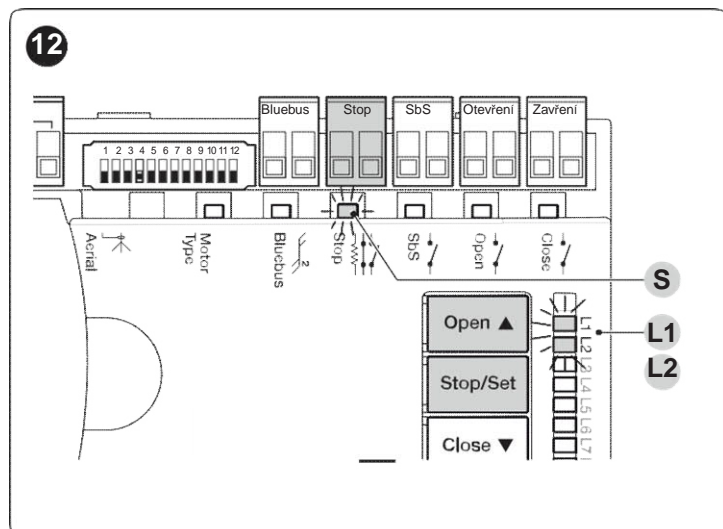 12
Bluebus Stop SbS Otevření Zavření
1 2 3 4 5 6 7 8 9 10 11 12
Aerial
Motor Type
Bluebus
2
Stop
SbS
Open
Close
S
Open ▲
L1
L2
L3
L4
L5
L6
L7
L1
L2
Stop/Set
Close ▼